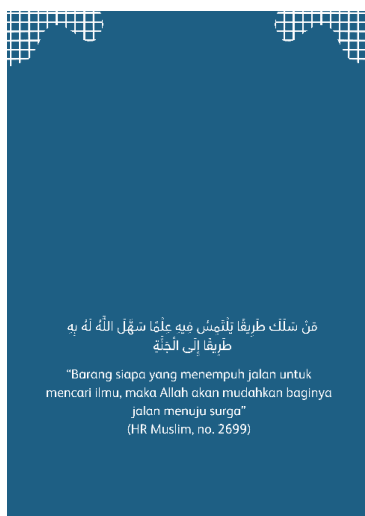 مَنْ سَلَكَ طَرِيقًا يَلْتَمِسُ فِيهِ عِلْمًا سَهَّلَ اللَّهُ لَهُ بِهِ
طَرِيقًا إِلَى الْجَنَّةِ
"Barang siapa yang menempuh jalan untuk
mencari ilmu, maka Allah akan mudahkan baginya
jalan menuju surga"
(HR Muslim, no. 2699)